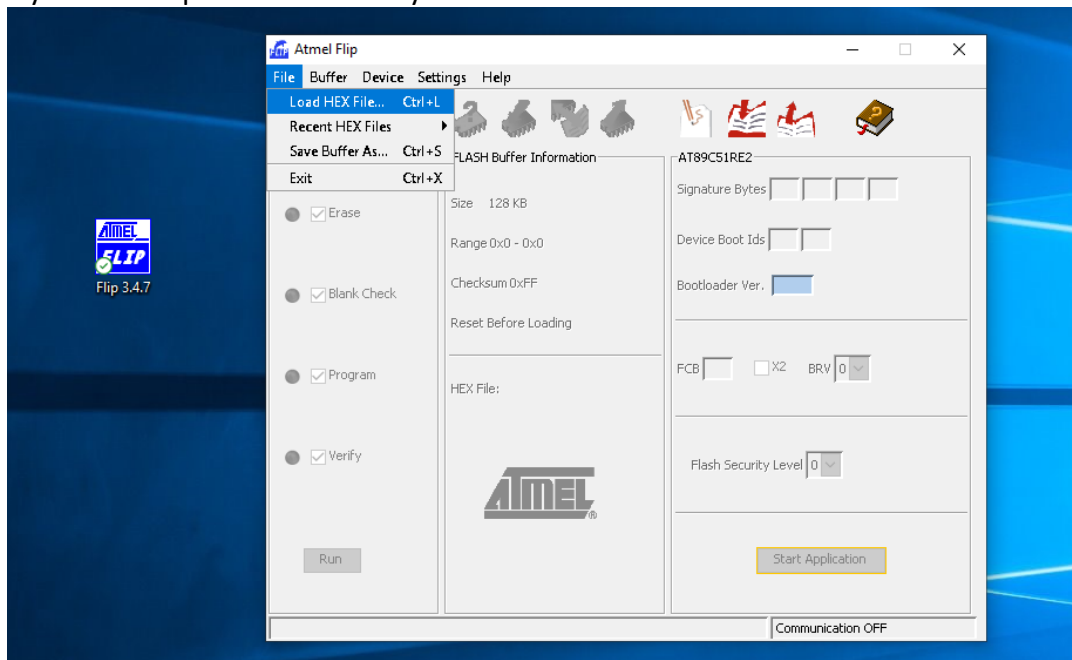 Atmel Flip
File Buffer Device Settings Help
Load HEX File... Ctrl+L
Recent HEX Files
Save Buffer As... Ctrl+S
Exit Ctrl+X
Erase
Blank Check
Program
Verify
Run
FLASH Buffer Information
Size 128 KB
Range 0x0 - 0x0
Checksum 0xFF
Reset Before Loading
HEX File:
ATMEL
®
AT89C51RE2
Signature Bytes
Device Boot Ids
Bootloader Ver.
FCB X2 BRV 0
Flash Security Level 0
Start Application
Communication OFF
ATMEL
FLIP
Flip 3.4.7